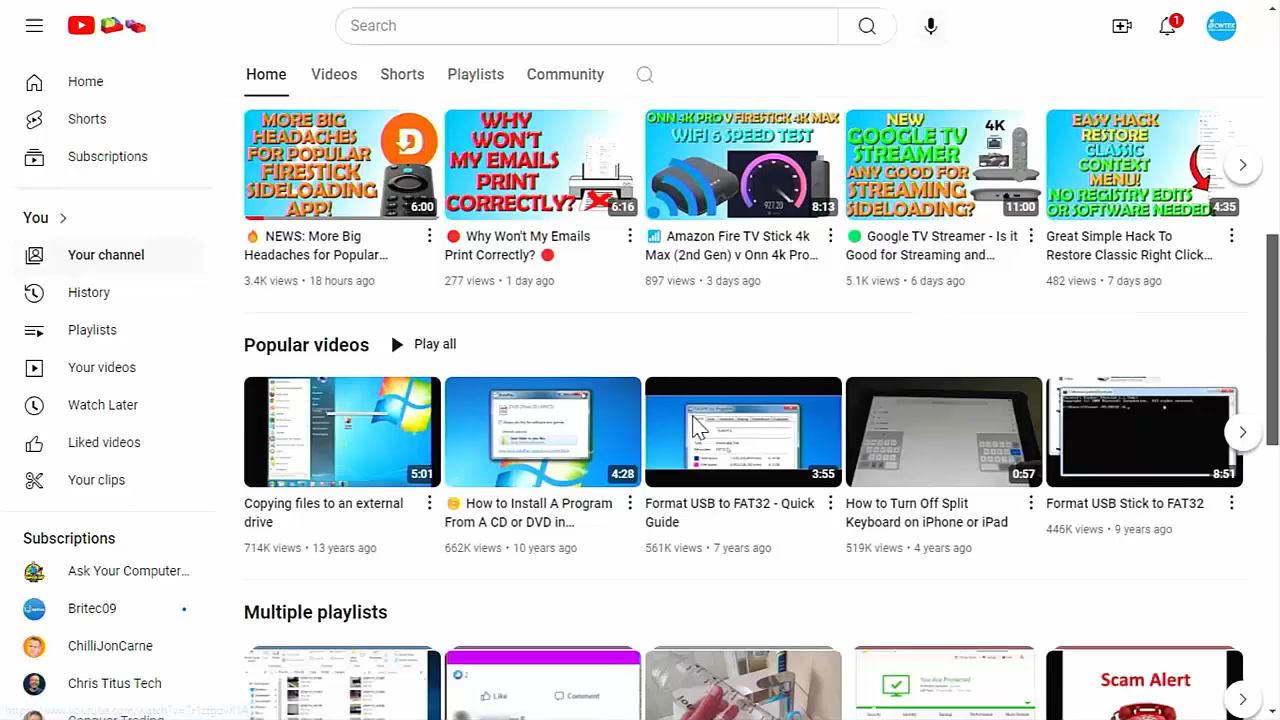 Search
1
Home
Shorts
Subscriptions
You
Your channel
History
Playlists
Your videos
Watch Later
Liked videos
Your clips
Subscriptions
Ask Your Computer...
Britec09
ChilliJonCarne
Chris Titus Tech
Home Videos Shorts Playlists Community
MORE BIG
HEADACHES
FOR POPULAR
FIRESTICK
SIDELOADING
APP!
6:00
NEWS: More Big
Headaches for Popular...
3.4K views • 18 hours ago
WHY
WON'T
MY EMAILS
PRINT
CORRECTLY?
6:16
Why Won't My Emails
Print Correctly?
277 views • 1 day ago
ONN 4K PRO V FIRESTICK 4K MAX
WIFI 6 SPEED TEST
8:13
Amazon Fire TV Stick 4k
Max (2nd Gen) v Onn 4k Pro...
897 views • 3 days ago
NEW
GOOGLE TV
STREAMER
ANY GOOD FOR
STREAMING
SIDELOADING?
4K
11:00
Google TV Streamer - Is it
Good for Streaming and...
5.1K views • 6 days ago
EASY HACK
RESTORE
CLASSIC
CONTEXT
MENU!
NO REGISTRY EDITS
OR SOFTWARE NEEDED
4:35
Great Simple Hack To
Restore Classic Right Click...
482 views • 7 days ago
Popular videos Play all
5:01
Copying files to an external
drive
714K views • 13 years ago
4:28
How to Install A Program
From A CD or DVD in...
662K views • 10 years ago
3:55
Format USB to FAT32 - Quick
Guide
561K views • 7 years ago
0:57
How to Turn Off Split
Keyboard on iPhone or iPad
519K views • 4 years ago
8:51
Format USB Stick to FAT32
446K views • 9 years ago
Multiple playlists
2
Like Comment
You are Protected
Scam Alert